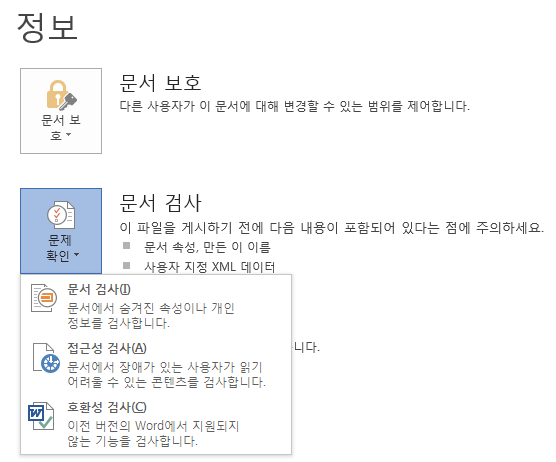 정보
문서 보호
다른 사용자가 이 문서에 대해 변경할 수 있는 범위를 제어합니다.
문서 보
호
문서 검사
이 파일을 게시하기 전에 다음 내용이 포함되어 있다는 점에 주의하세요.
문서 속성, 만든 이 이름
사용자 지정 XML 데이터
문제
확인
문서 검사(I)
문서에서 숨겨진 속성이나 개인
정보를 검사합니다.
니다.
접근성 검사(A)
문서에서 장애가 있는 사용자가 읽기
어려울 수 있는 콘텐츠를 검사합니다.
호환성 검사(C)
이전 버전의 Word에서 지원되지
않는 기능을 검사합니다.